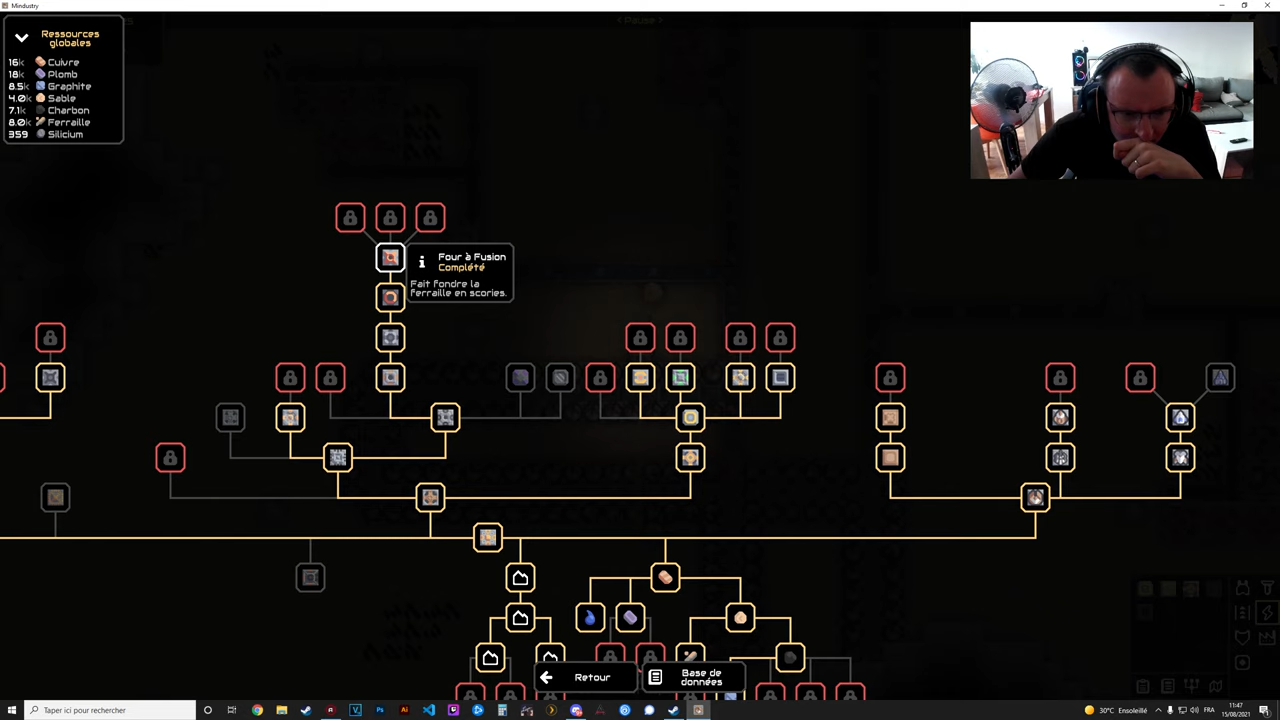 Mindustry
< Pause >
Ressources
globales
16k Cuivre
18k Plomb
8.5k Graphite
4.0k Sable
7.1k Charbon
8.0k Ferraille
359 Silicium
Four à Fusion
Complété
Fait fondre la
ferraille en scories.
Retour
Base de
données
Taper ici pour rechercher
30°C Ensoleillé
FRA
11:47
15/08/2021